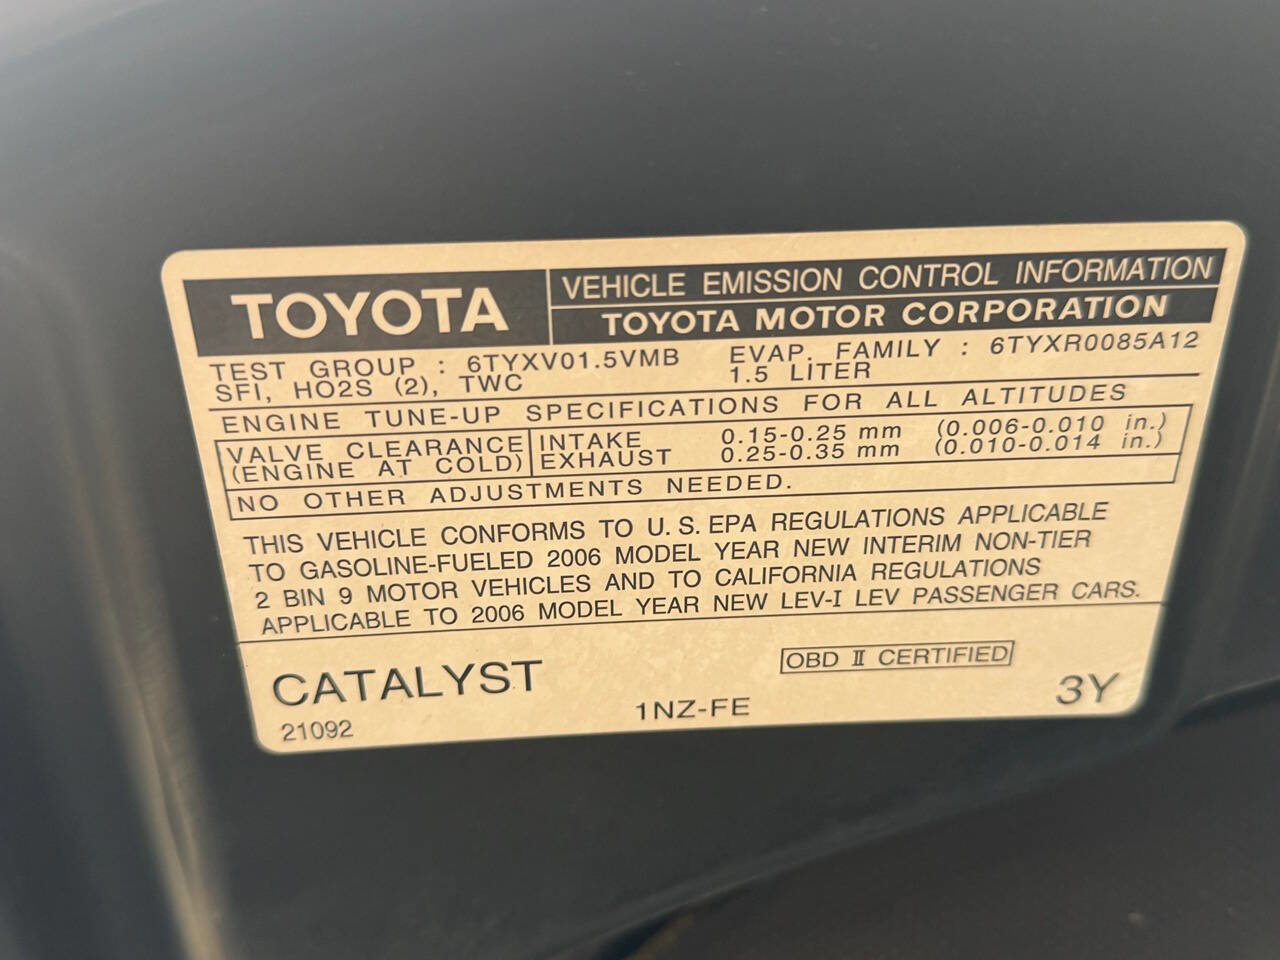 TOYOTA
VEHICLE EMISSION CONTROL INFORMATION
TOYOTA MOTOR CORPORATION
TEST GROUP : 6TYXV01.5VMB EVAP. FAMILY : 6TYXR0085A12
SFI, HO2S (2), TWC 1.5 LITER
ENGINE TUNE-UP SPECIFICATIONS FOR ALL ALTITUDES
VALVE CLEARANCE INTAKE 0.15-0.25 mm (0.006-0.010 in.)
(ENGINE AT COLD) EXHAUST 0.25-0.35 mm (0.010-0.014 in.)
NO OTHER ADJUSTMENTS NEEDED.
THIS VEHICLE CONFORMS TO U.S. EPA REGULATIONS APPLICABLE
TO GASOLINE-FUELED 2006 MODEL YEAR NEW INTERIM NON-TIER
2 BIN 9 MOTOR VEHICLES AND TO CALIFORNIA REGULATIONS
APPLICABLE TO 2006 MODEL YEAR NEW LEV-I LEV PASSENGER CARS.
CATALYST
OBD II CERTIFIED
21092
1NZ-FE
3Y